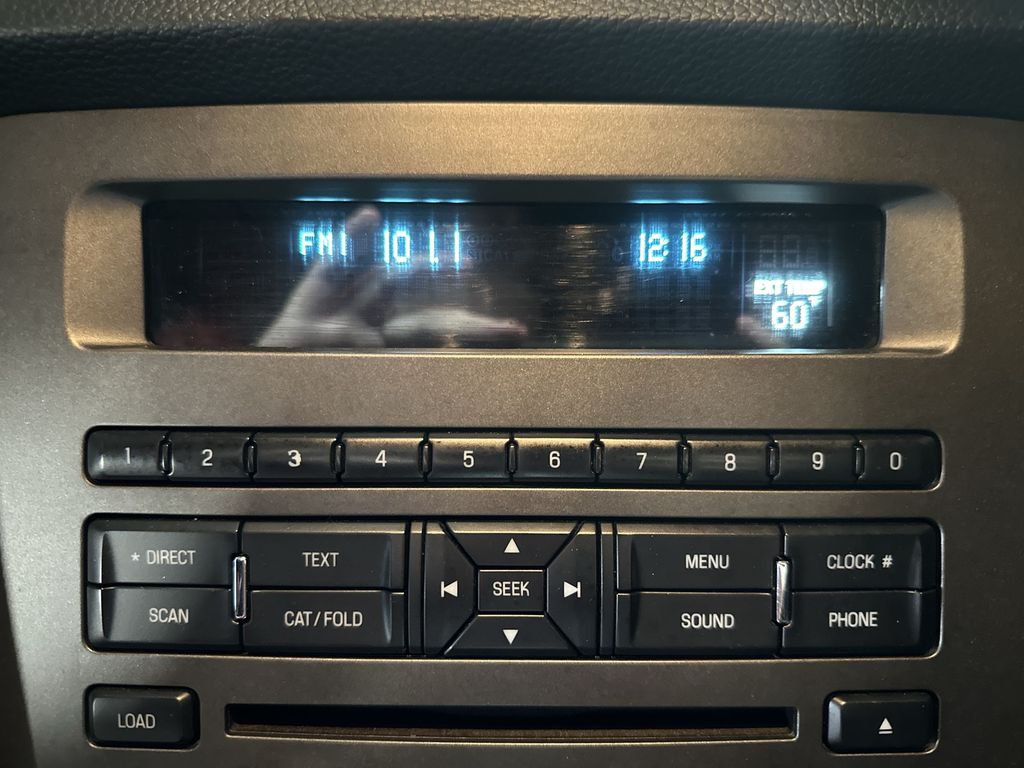 FM1 101.1 12:16
EXT TEMP
60°
1 2 3 4 5 6 7 8 9 0
* DIRECT TEXT MENU CLOCK #
SEEK
SCAN CAT/FOLD SOUND PHONE
LOAD